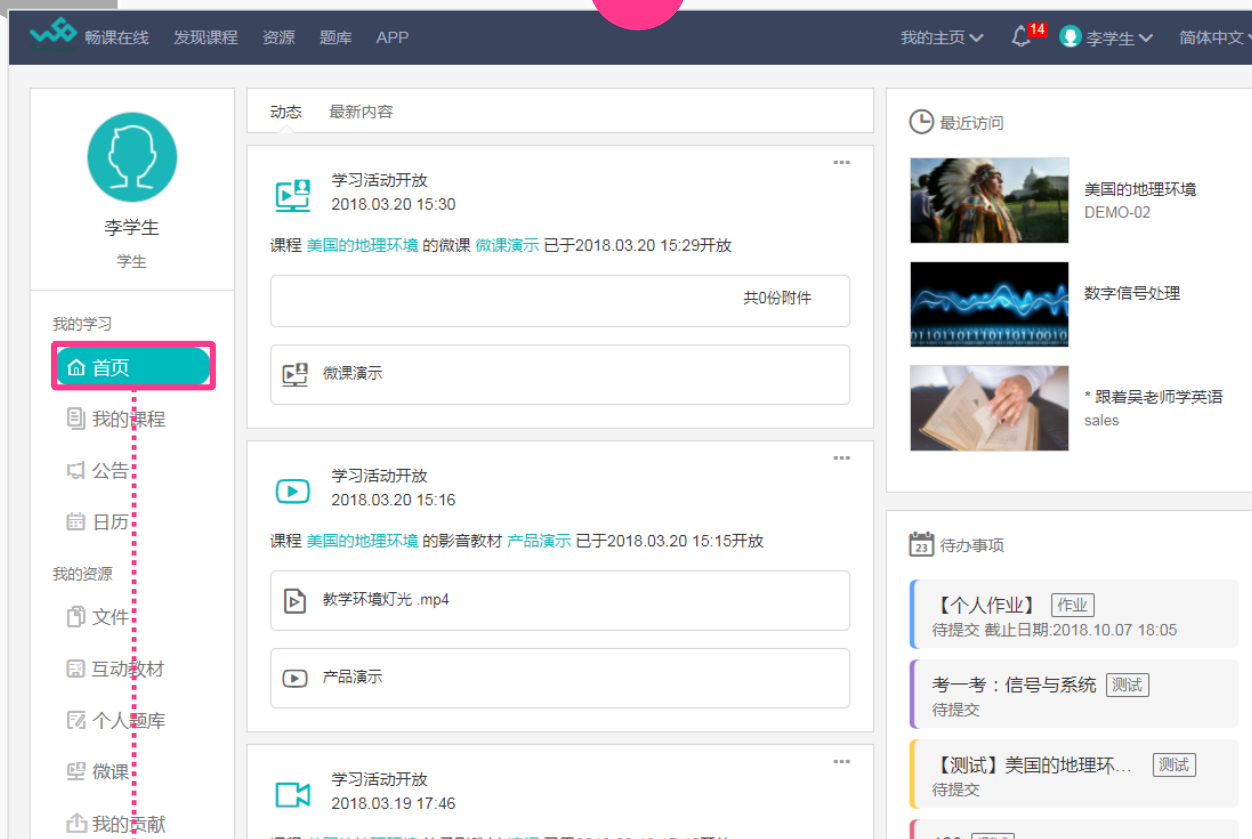 畅课在线 发现课程 资源 题库 APP 我的主页 14 李学生 简体中文
李学生
学生
我的学习
首页
我的课程
公告
日历
我的资源
文件
互动教材
个人题库
微课
我的贡献
动态 最新内容
学习活动开放
2018.03.20 15:30
课程 美国的地理环境 的微课 微课演示 已于2018.03.20 15:29开放
共0份附件
微课演示
学习活动开放
2018.03.20 15:16
课程 美国的地理环境 的影音教材 产品演示 已于2018.03.20 15:15开放
教学环境灯光 .mp4
产品演示
学习活动开放
2018.03.19 17:46
最近访问
美国的地理环境
DEMO-02
数字信号处理
* 跟着吴老师学英语
sales
23 待办事项
【个人作业】 作业
待提交 截止日期:2018.10.07 18:05
考一考：信号与系统 测试
待提交
【测试】美国的地理环... 测试
待提交